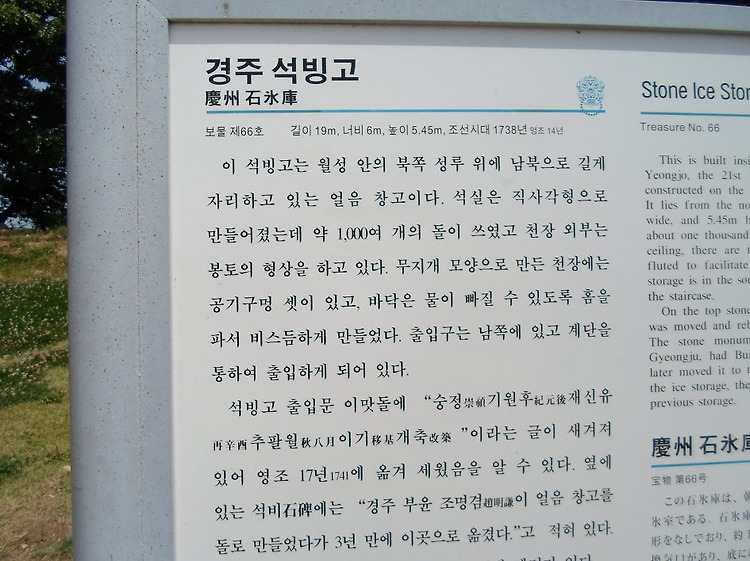 경주 석빙고
慶州 石氷庫
보물 제66호 길이 19m, 너비 6m, 높이 5.45m, 조선시대 1738년 영조 14년
이 석빙고는 월성 안의 북쪽 성루 위에 남북으로 길게
자리하고 있는 얼음 창고이다. 석실은 직사각형으로
만들어졌는데 약 1,000여 개의 돌이 쓰였고 천장 외부는
봉토의 형상을 하고 있다. 무지개 모양으로 만든 천장에는
공기구멍 셋이 있고, 바닥은 물이 빠질 수 있도록 홈을
파서 비스듬하게 만들었다. 출입구는 남쪽에 있고 계단을
통하여 출입하게 되어 있다.
석빙고 출입문 이맛돌에 “숭정崇禎기원후紀元後재신유
再辛酉추팔월秋八月이기移基개축改築 ”이라는 글이 새겨져
있어 영조 17년1741에 옮겨 세웠음을 알 수 있다. 옆에
있는 석비石碑에는 “경주 부윤 조명겸趙明謙이 얼음 창고를
돌로 만들었다가 3년 만에 이곳으로 옮겼다.”고 적혀 있다.
Stone Ice Stor
Treasure No. 66
This is built insi
Yeongjo, the 21st
constructed on the
It lies from the no
wide, and 5.45m h
about one thousand
ceiling, there are t
fluted to facilitate
storage is in the sou
the staircase.
On the top stone
was moved and reb
The stone monum
Gyeongju, had Bui
later moved it to t
the ice storage, the
previous storage.
慶州 石氷庫
宝物 第66号
この石氷庫は、朝
氷室である。石氷庫
形をなしており、約
換気口があり、底に